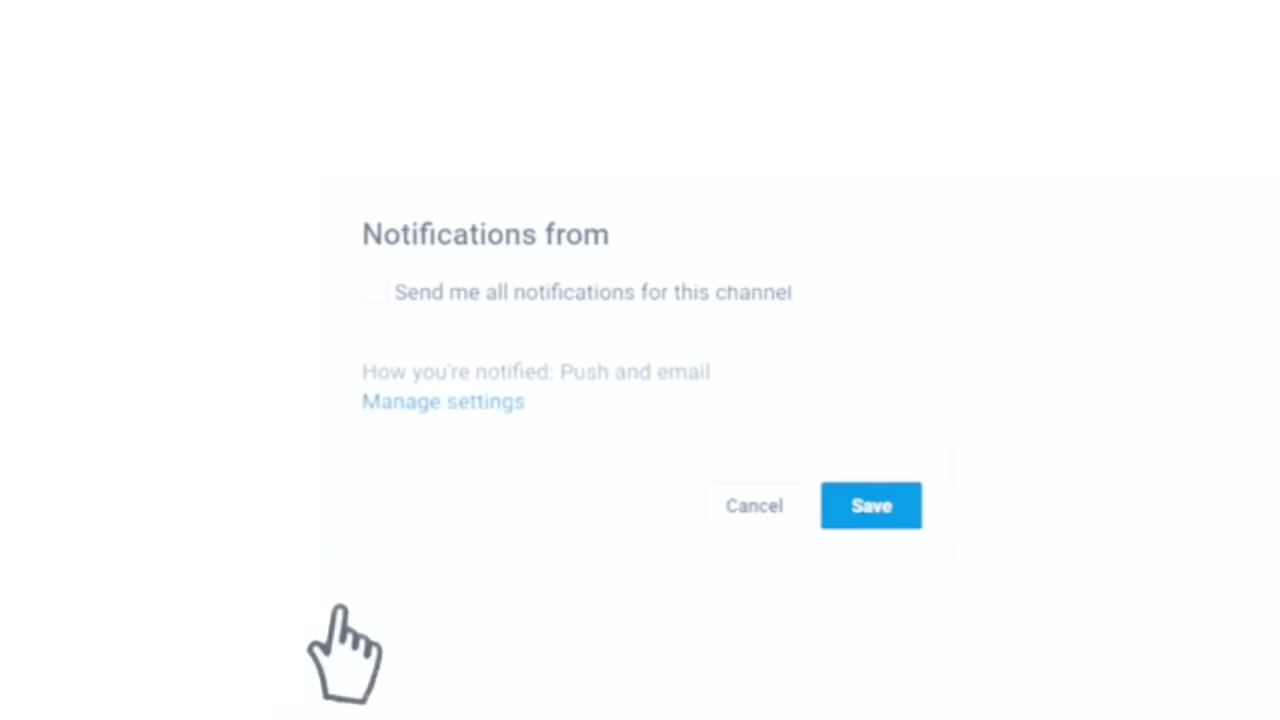 Notifications from
Send me all notifications for this channel
How you're notified: Push and email
Manage settings
Cancel
Save